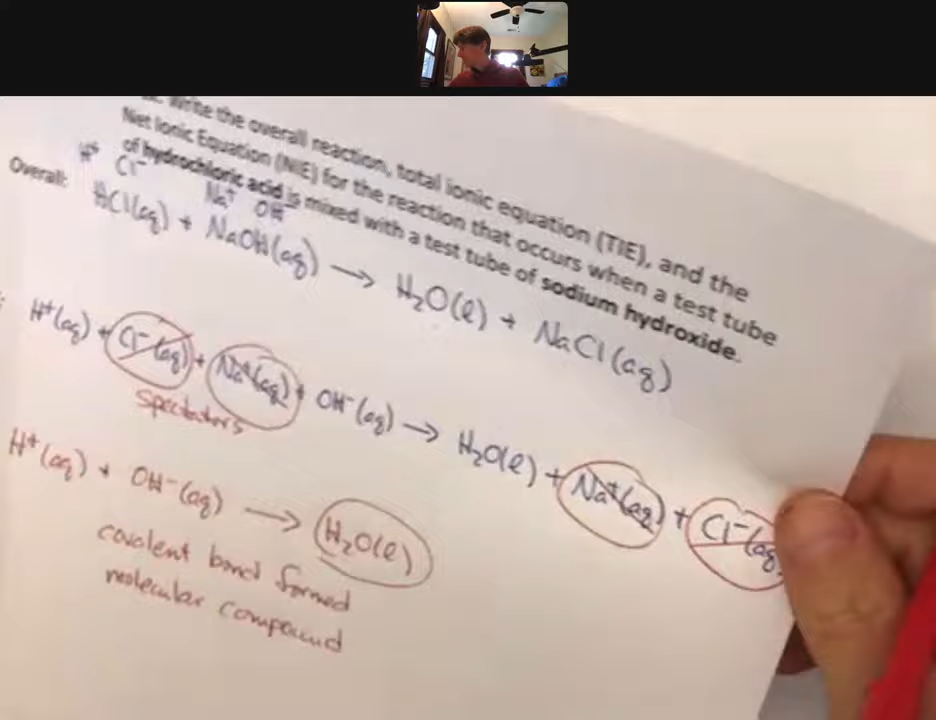 Write the overall reaction, total ionic equation (TIE), and the
Net Ionic Equation (NIE) for the reaction that occurs when a test tube
of hydrochloric acid is mixed with a test tube of sodium hydroxide.
H⁺ Cl⁻ Na⁺ OH⁻
Overall: HCl(aq) + NaOH(aq) → H₂O(l) + NaCl(aq)
H⁺(aq) + Cl⁻(aq) + Na⁺(aq) + OH⁻(aq) → H₂O(l) + Na⁺(aq) + Cl⁻(aq
spectators
H⁺(aq) + OH⁻(aq) → H₂O(l)
covalent bond formed
molecular compound